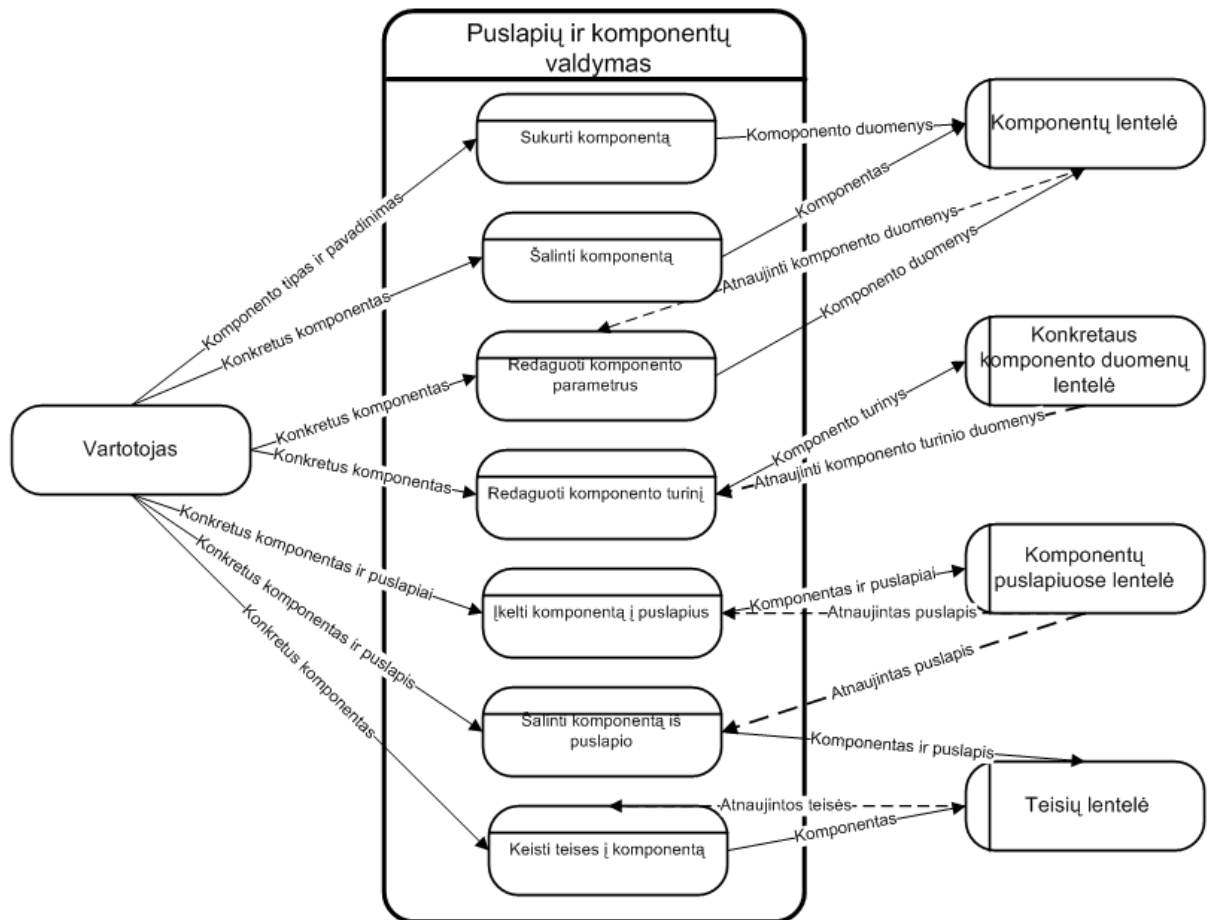 Puslapių ir komponentų
valdymas
Sukurti komponentą
Komoponento duomenys
Komponentų lentelė
Komponento tipas ir pavadinimas
Komponentas
Šalinti komponentą
Atnaujinti komponento duomenys
Konkretus komponentas
Komponento duomenys
Redaguoti komponento
parametrus
Konkretaus
komponento duomenų
lentelė
Konkretus komponentas
Komponento turinys
Vartotojas
Konkretus komponentas
Atnaujinti komponento turinio duomenys
Redaguoti komponento turinį
Konkretus komponentas ir puslapiai
Komponentų
puslapiuose lentelė
Komponentas ir puslapiai
Įkelti komponentą į puslapius
Atnaujintas puslapis
Konkretus komponentas ir puslapis
Atnaujintas puslapis
Konkretus komponentas
Šalinti komponentą iš
puslapio
Komponentas ir puslapis
Atnaujintos teisės
Teisių lentelė
Komponentas
Keisti teises į komponentą